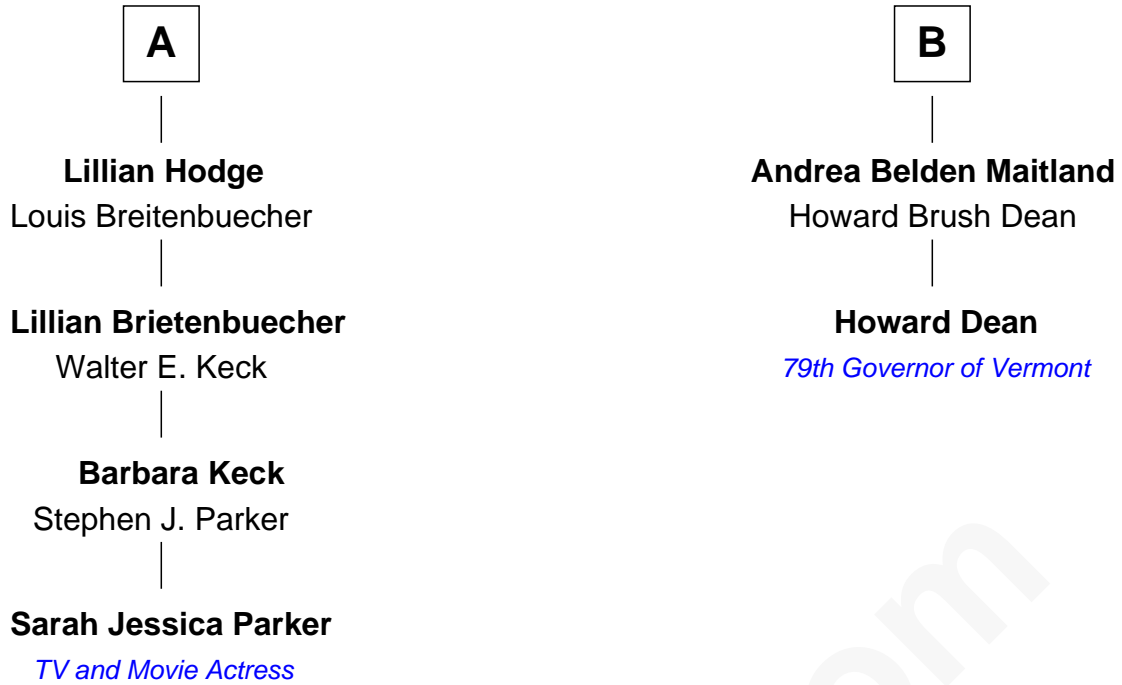 A
Lillian Hodge
Louis Breitenbuecher
Lillian Brietenbuecher
Walter E. Keck
Barbara Keck
Stephen J. Parker
Sarah Jessica Parker
TV and Movie Actress
B
Andrea Belden Maitland
Howard Brush Dean
Howard Dean
79th Governor of Vermont
om